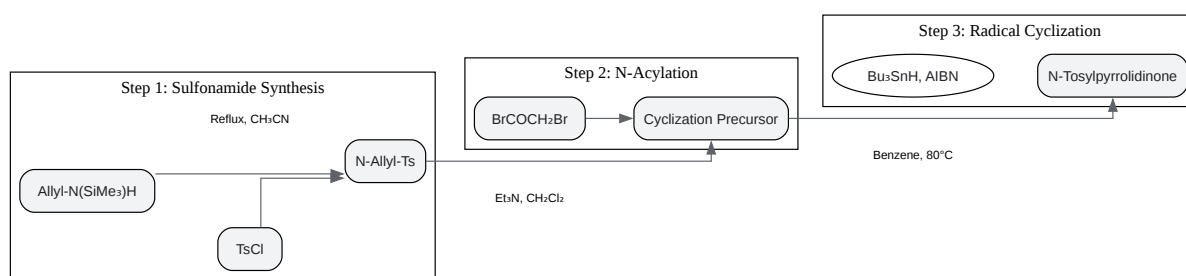 Step 1: Sulfonamide Synthesis
Reflux, CH₃CN
Allyl-N(SiMe₃)H
TsCl
N-Allyl-Ts
Step 2: N-Acylation
BrCOCH₂Br
Cyclization Precursor
Et₃N, CH₂Cl₂
Step 3: Radical Cyclization
Bu₃SnH, AIBN
N-Tosylpyrrolidinone
Benzene, 80°C